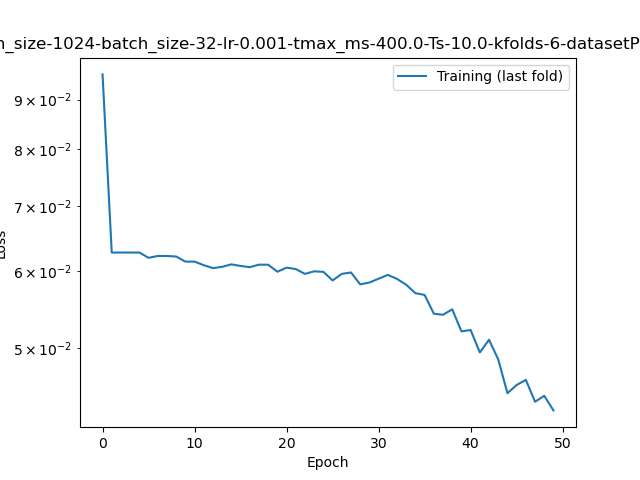 n_size-1024-batch_size-32-lr-0.001-tmax_ms-400.0-Ts-10.0-kfolds-6-datasetP
Training (last fold)
9 × 10⁻²
8 × 10⁻²
7 × 10⁻²
6 × 10⁻²
5 × 10⁻²
Loss
0 10 20 30 40 50
Epoch